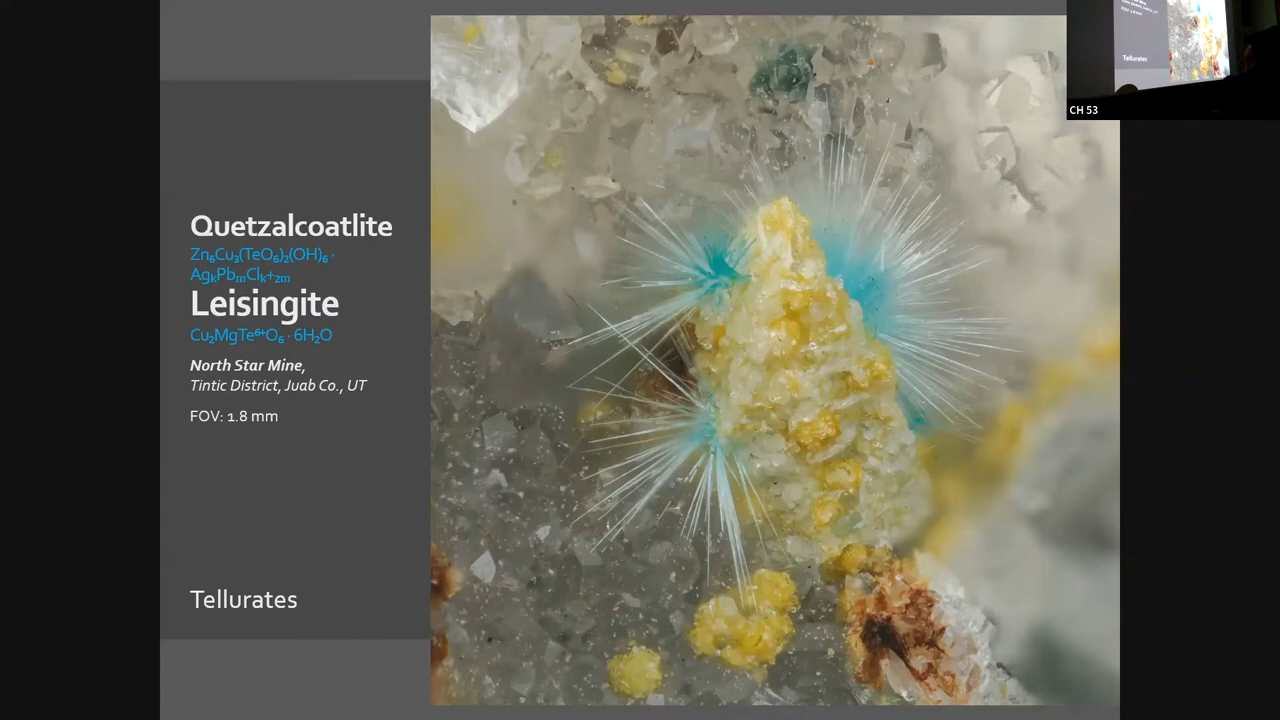 Quetzalcoatlite
Zn₆Cu₃(TeO₆)₂(OH)₆ ·
AgₖPbₘClₖ₊₂ₘ
Leisingite
Cu₂MgTe⁶⁺O₆ · 6H₂O
North Star Mine,
Tintic District, Juab Co., UT
FOV: 1.8 mm
Tellurates
Tellurates
CH 53